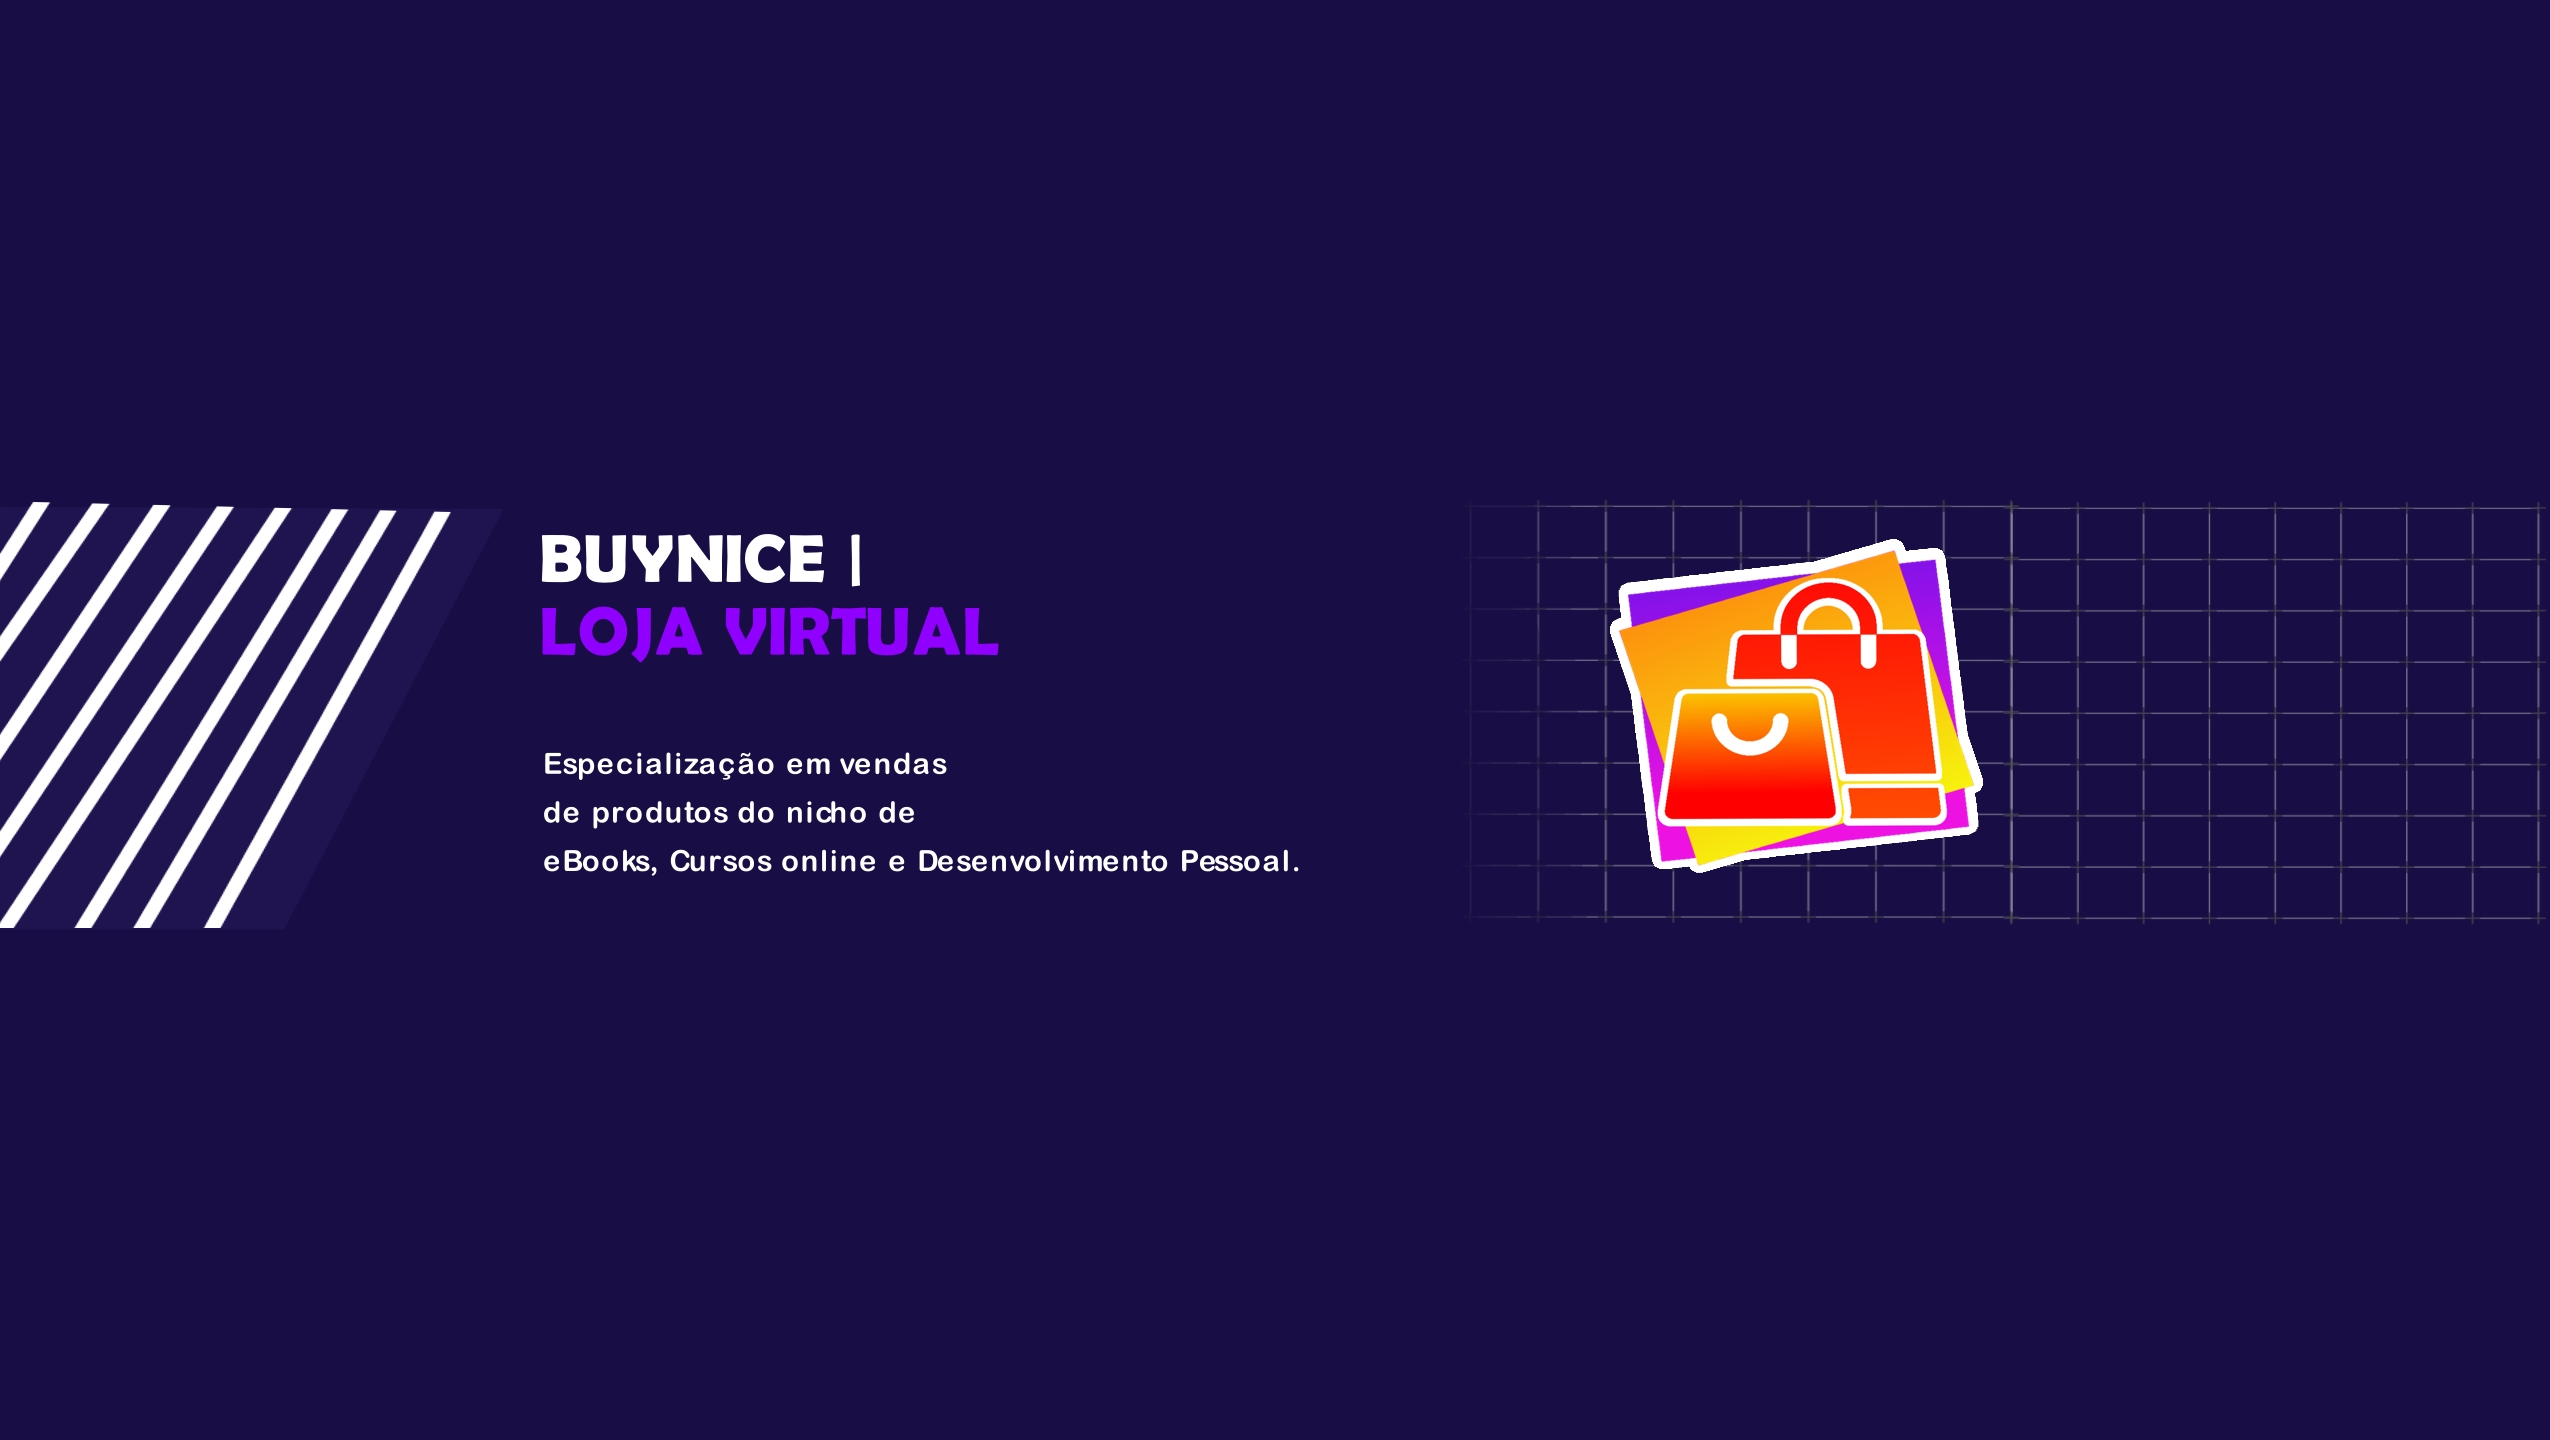 BUYNICE |
LOJA VIRTUAL
Especialização em vendas
de produtos do nicho de
eBooks, Cursos online e Desenvolvimento Pessoal.